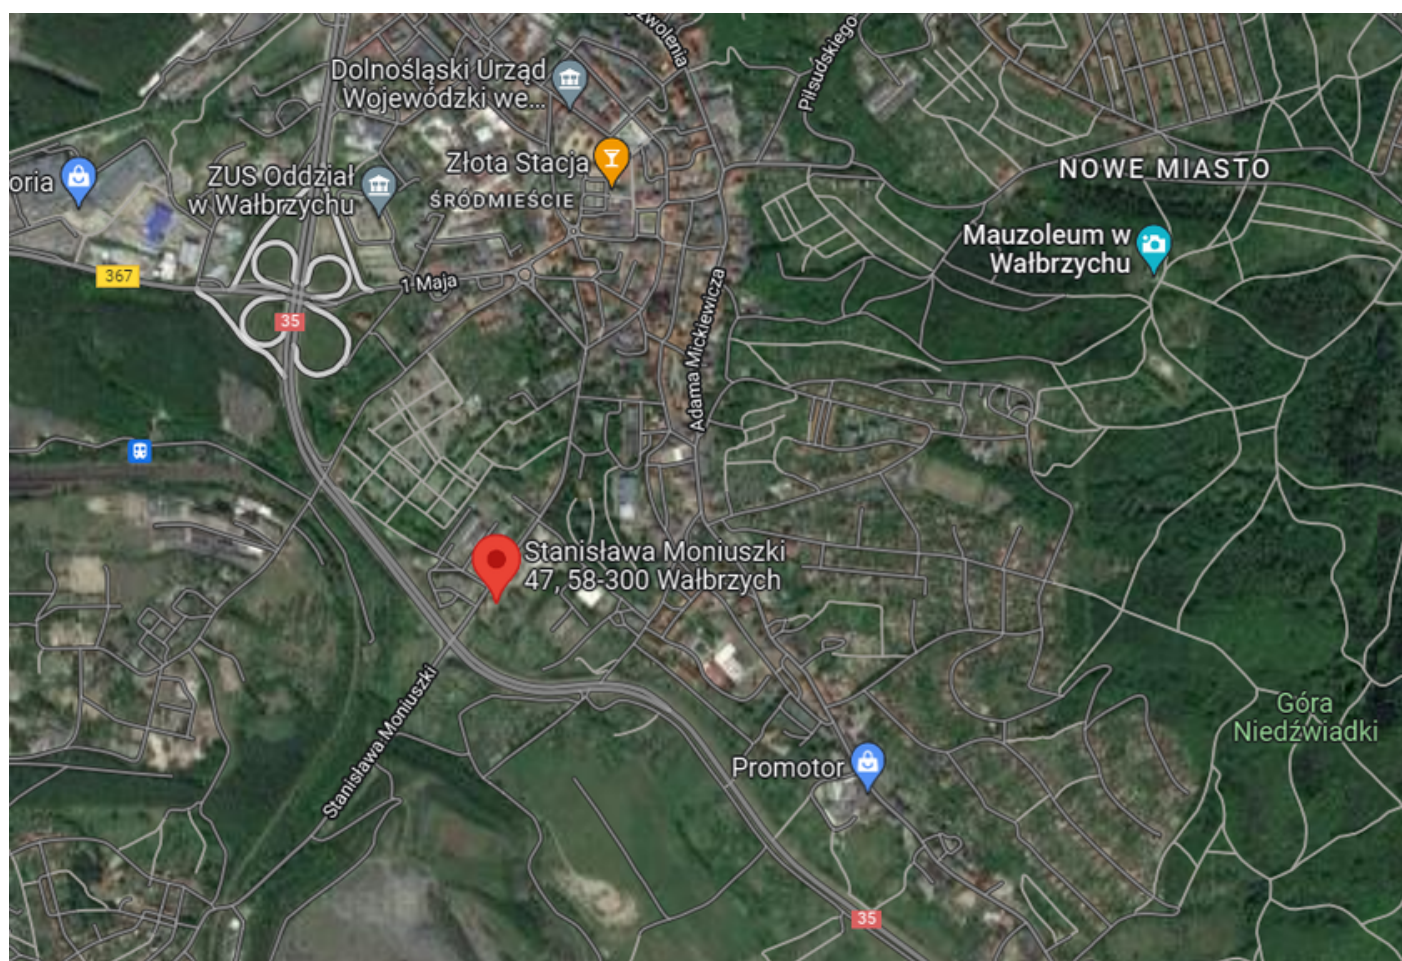 Dolnośląski Urząd
Wojewódzki we...
Piłsudskiego
Złota Stacja
ŚRÓDMIEŚCIE
oria
ZUS Oddział
w Wałbrzychu
NOWE MIASTO
Mauzoleum w
Wałbrzychu
367
1 Maja
35
Adama Mickiewicza
Stanisława Moniuszki
47, 58-300 Wałbrzych
Stanisława Moniuszki
Góra
Niedźwiadki
Promotor
35